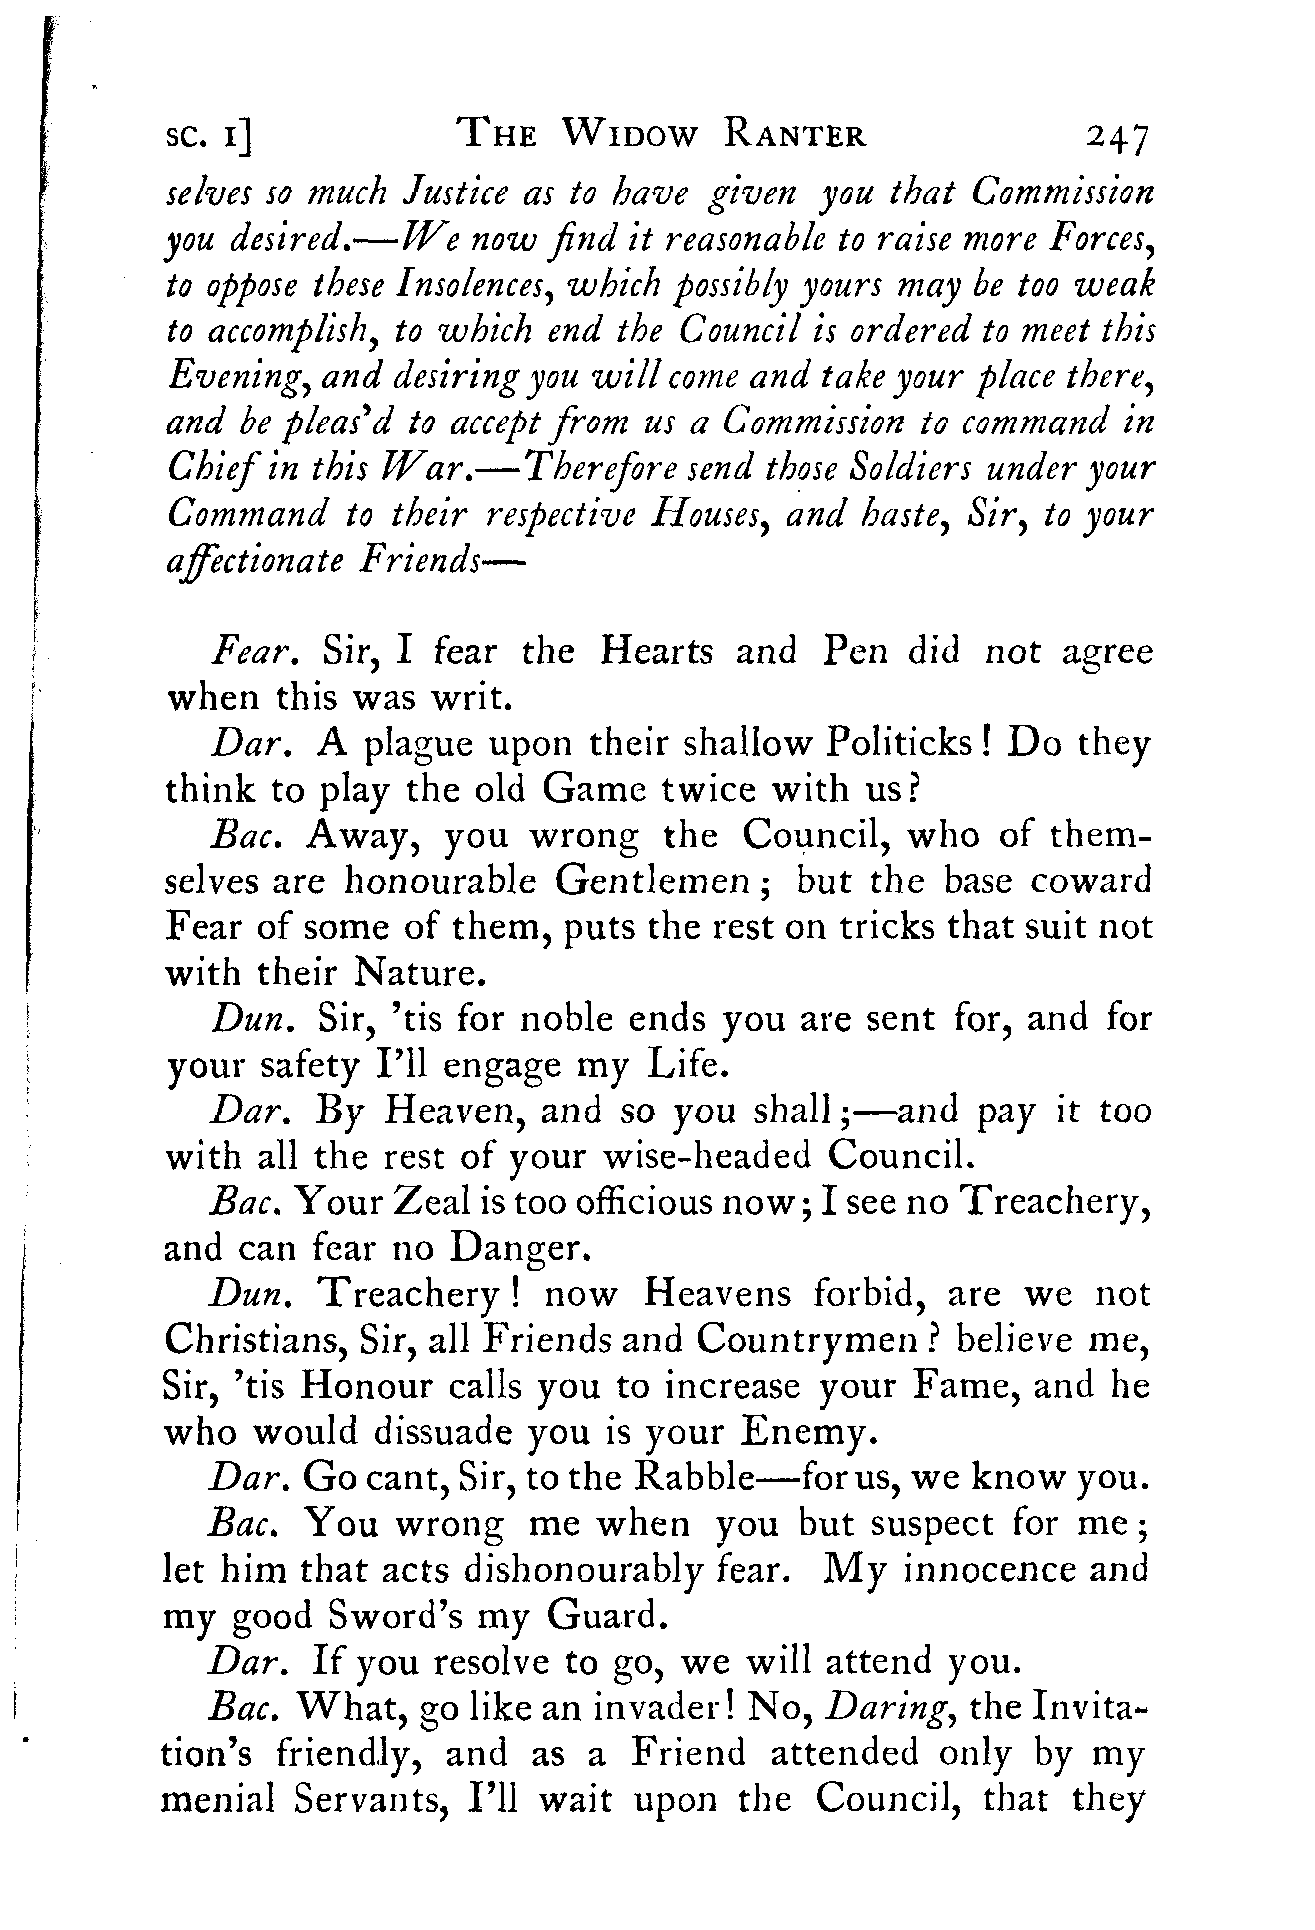 SC. I] THE WIDOW RANTER 247
selves so much Justice as to have given you that Commission
you desired.—We now find it reasonable to raise more Forces,
to oppose these Insolences, which possibly yours may be too weak
to accomplish, to which end the Council is ordered to meet this
Evening, and desiring you will come and take your place there,
and be pleas'd to accept from us a Commission to command in
Chief in this War.—Therefore send those Soldiers under your
Command to their respective Houses, and haste, Sir, to your
affectionate Friends—
Fear. Sir, I fear the Hearts and Pen did not agree
when this was writ.
Dar. A plague upon their shallow Politicks! Do they
think to play the old Game twice with us?
Bac. Away, you wrong the Council, who of them-
selves are honourable Gentlemen; but the base coward
Fear of some of them, puts the rest on tricks that suit not
with their Nature.
Dun. Sir, 'tis for noble ends you are sent for, and for
your safety I'll engage my Life.
Dar. By Heaven, and so you shall;—and pay it too
with all the rest of your wise-headed Council.
Bac. Your Zeal is too officious now; I see no Treachery,
and can fear no Danger.
Dun. Treachery! now Heavens forbid, are we not
Christians, Sir, all Friends and Countrymen? believe me,
Sir, 'tis Honour calls you to increase your Fame, and he
who would dissuade you is your Enemy.
Dar. Go cant, Sir, to the Rabble—for us, we know you.
Bac. You wrong me when you but suspect for me;
let him that acts dishonourably fear. My innocence and
my good Sword's my Guard.
Dar. If you resolve to go, we will attend you.
Bac. What, go like an invader! No, Daring, the Invita-
tion's friendly, and as a Friend attended only by my
menial Servants, I'll wait upon the Council, that they